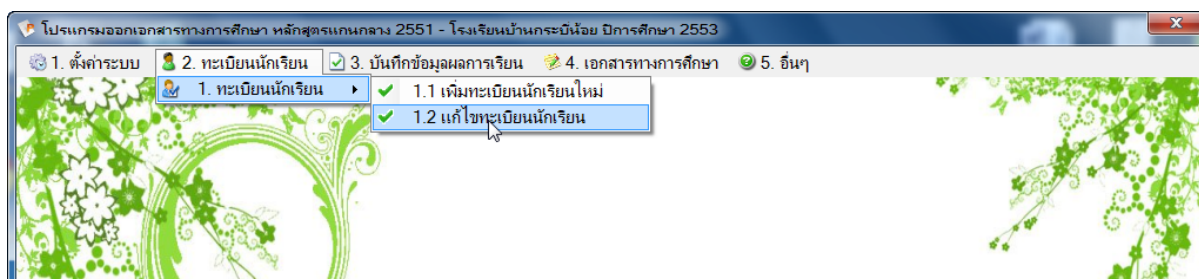 โปรแกรมออกเอกสารทางการศึกษา หลักสูตรแกนกลาง 2551 - โรงเรียนบ้านกระบี่น้อย ปีการศึกษา 2553
1. ตั้งค่าระบบ 2. ทะเบียนนักเรียน 3. บันทึกข้อมูลผลการเรียน 4. เอกสารทางการศึกษา 5. อื่นๆ
1. ทะเบียนนักเรียน 1.1 เพิ่มทะเบียนนักเรียนใหม่
1.2 แก้ไขทะเบียนนักเรียน